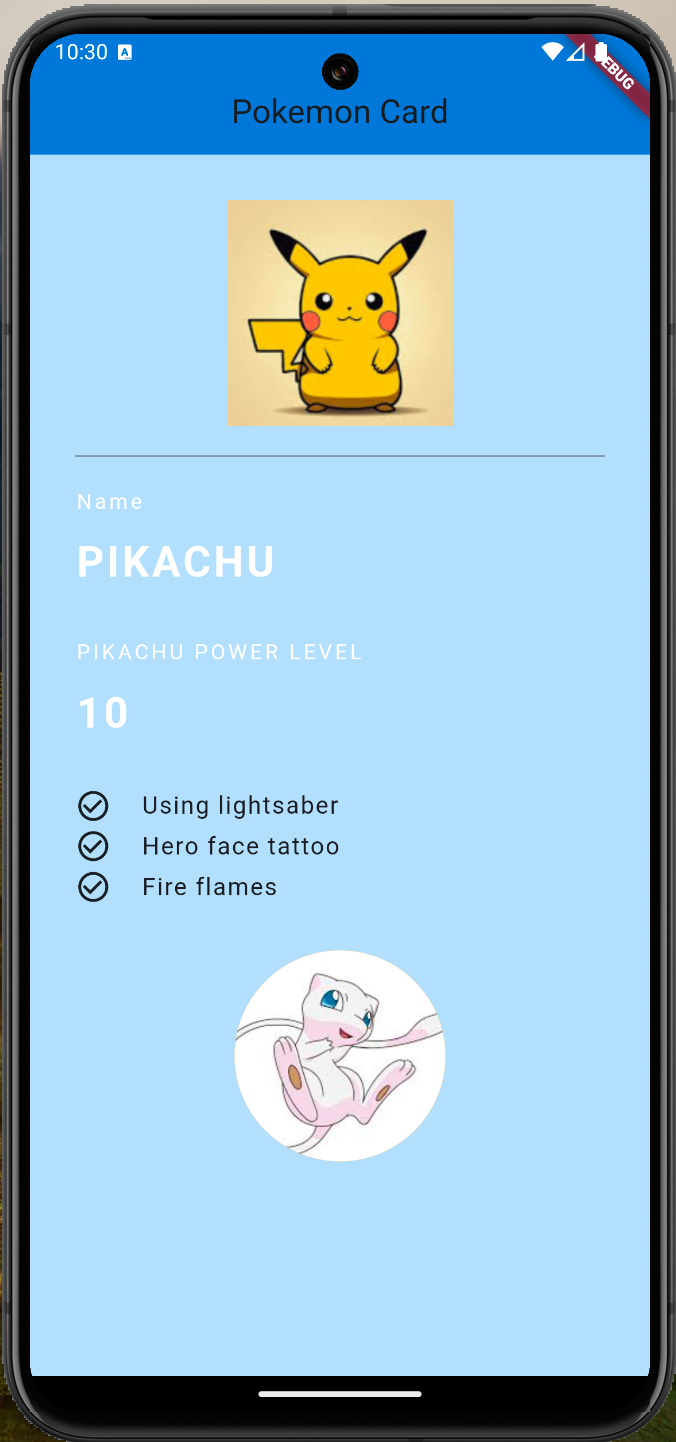 10:30 A
DEBUG
Pokemon Card
Name
PIKACHU
PIKACHU POWER LEVEL
10
Using lightsaber
Hero face tattoo
Fire flames